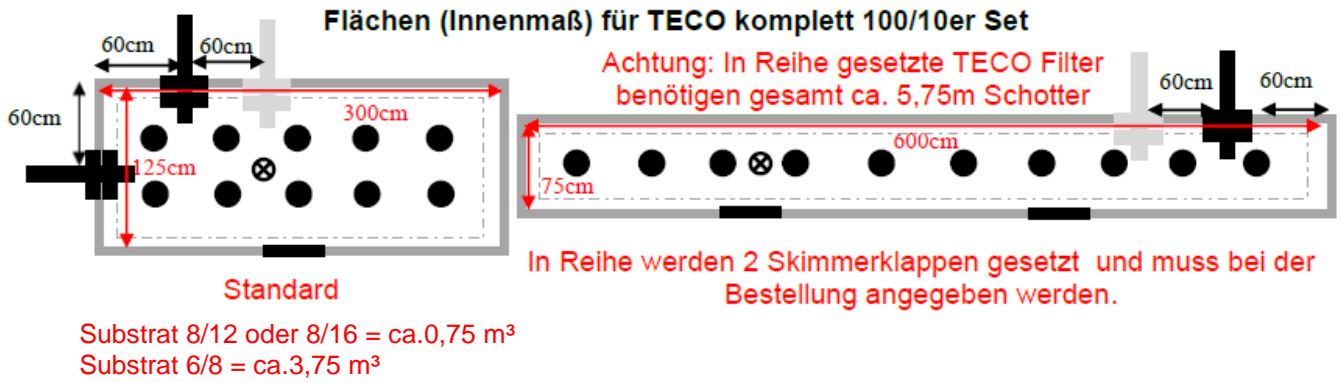 Flächen (Innenmaß) für TECO komplett 100/10er Set
60cm
60cm
60cm
300cm
125cm
Standard
Substrat 8/12 oder 8/16 = ca.0,75 m³
Substrat 6/8 = ca.3,75 m³
Achtung: In Reihe gesetzte TECO Filter
benötigen gesamt ca. 5,75m Schotter
60cm
60cm
600cm
75cm
In Reihe werden 2 Skimmerklappen gesetzt und muss bei der
Bestellung angegeben werden.